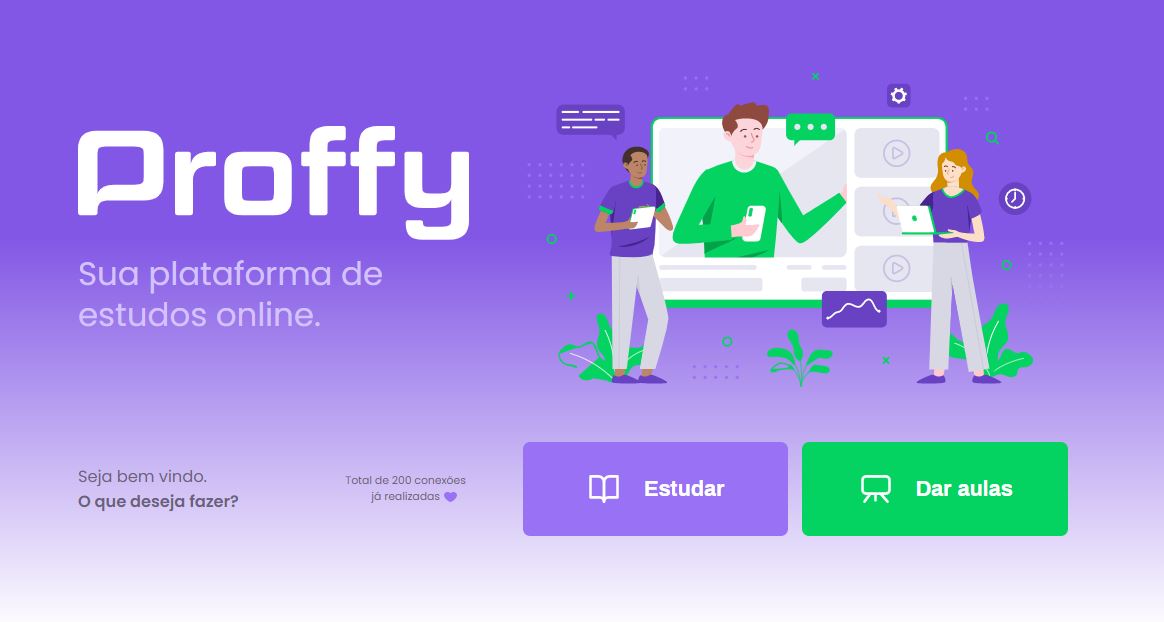 Proffy
Sua plataforma de
estudos online.
Seja bem vindo.
O que deseja fazer?
Total de 200 conexões
já realizadas
Estudar
Dar aulas